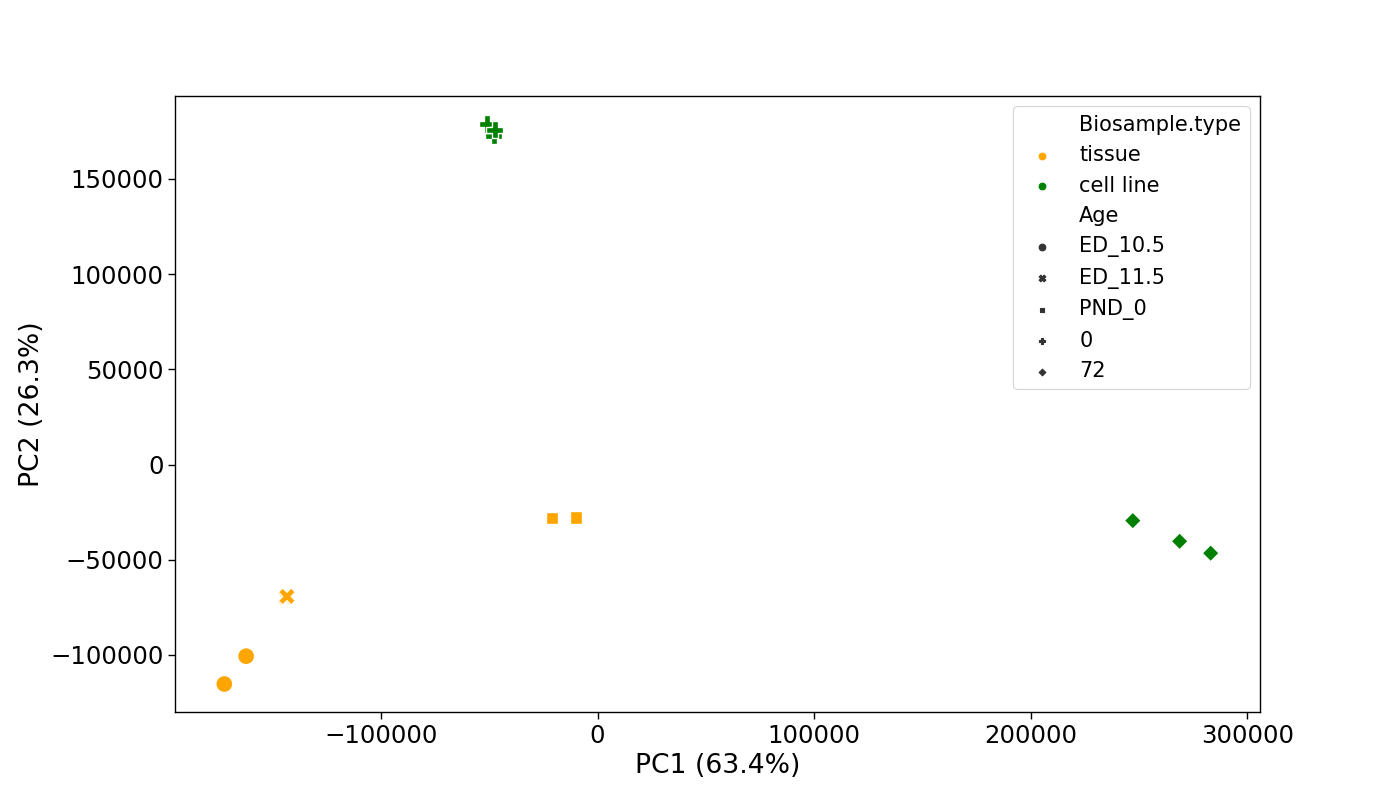 Biosample.type
tissue
cell line
Age
ED_10.5
ED_11.5
PND_0
0
72
PC2 (26.3%)
150000
100000
50000
0
−50000
−100000
−100000 0 100000 200000 300000
PC1 (63.4%)